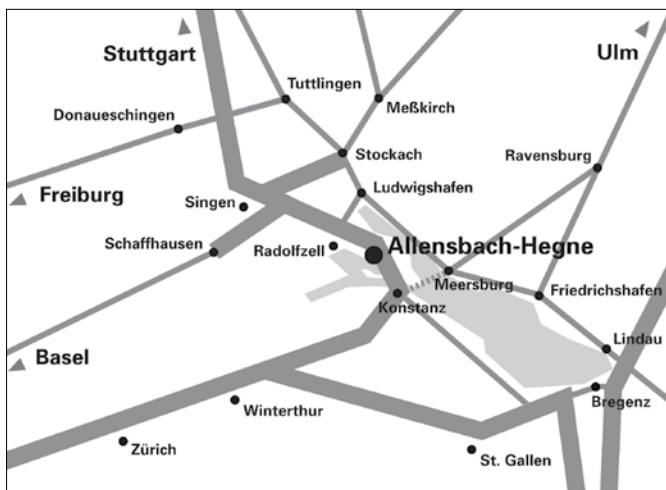 Stuttgart
Ulm
Tuttlingen
Meßkirch
Donaueschingen
Stockach
Ravensburg
Freiburg
Ludwigshafen
Singen
Schaffhausen
Radolfzell
Allensbach-Hegne
Meersburg
Konstanz
Friedrichshafen
Basel
Lindau
Bregenz
Winterthur
Zürich
St. Gallen